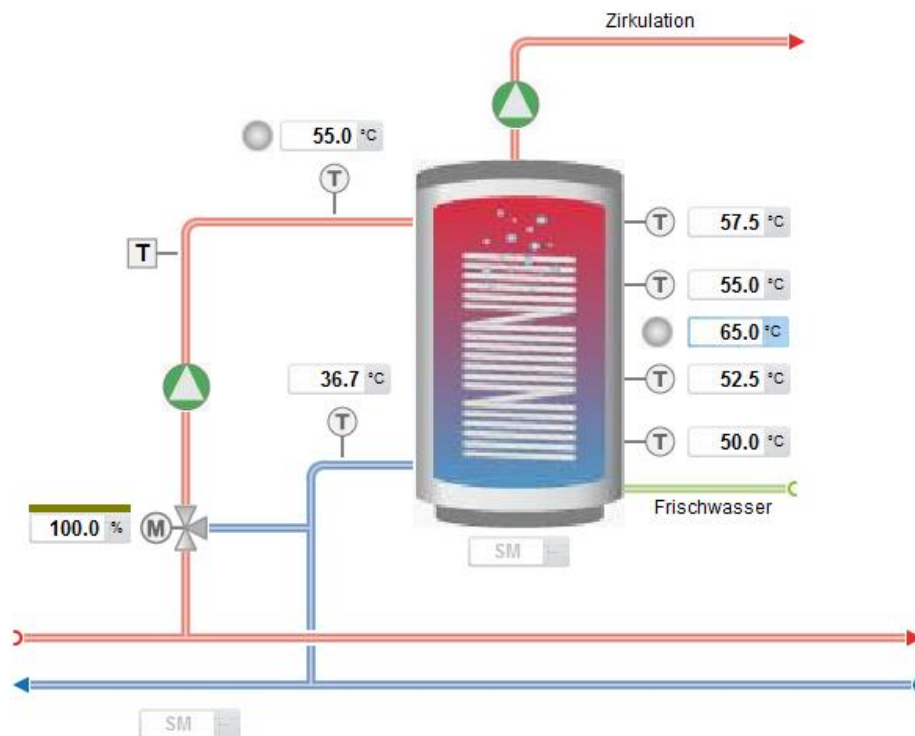 Zirkulation
55.0 °C
T
T
57.5 °C
T
T
55.0 °C
65.0 °C
36.7 °C
T
52.5 °C
T
T
50.0 °C
Frischwasser
100.0 %
M
SM
SM